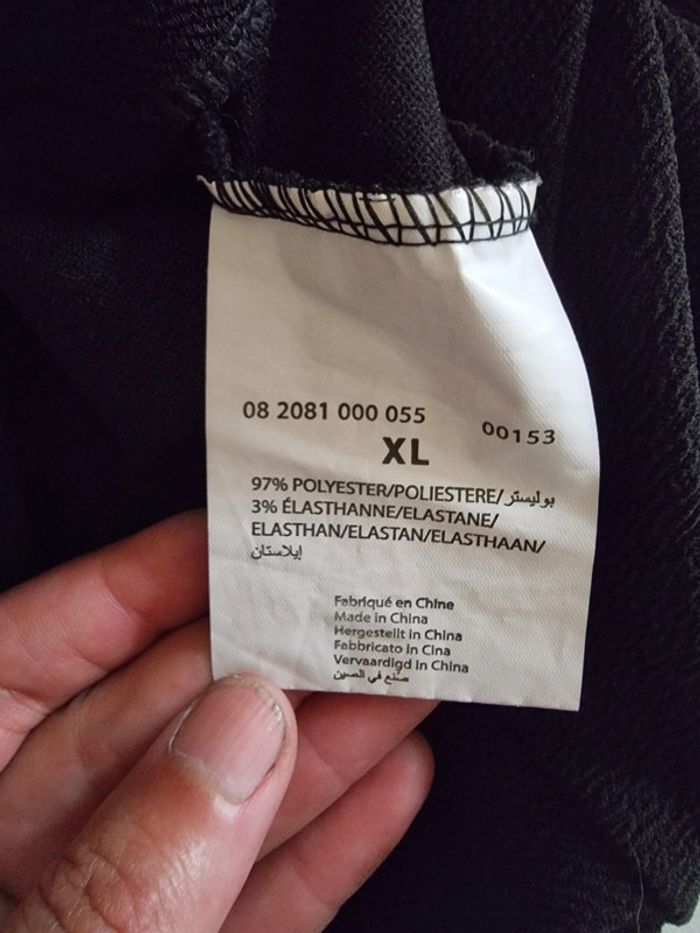 08 2081 000 055 00153
XL
97% POLYESTER/POLIESTERE/بوليستر
3% ÉLASTHANNE/ELASTANE/
ELASTHAN/ELASTAN/ELASTHAAN/
إيلاستان
Fabriqué en Chine
Made in China
Hergestellt in China
Fabbricato in Cina
Vervaardigd in China
صنع في الصين